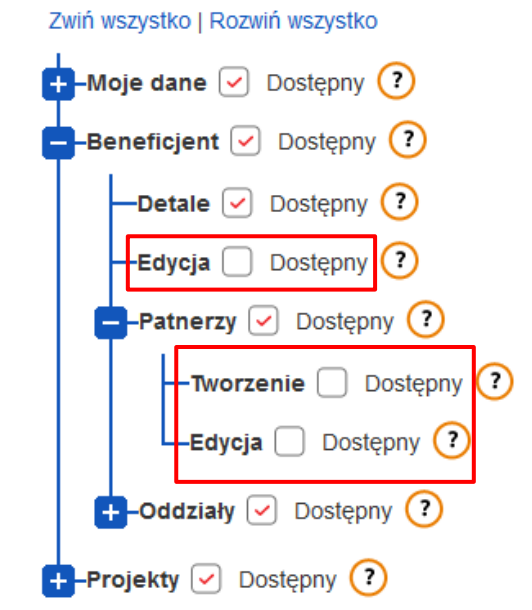 Zwiń wszystko | Rozwiń wszystko
+ Moje dane Dostępny ?
− Beneficjent Dostępny ?
Detale Dostępny ?
Edycja Dostępny ?
− Patnerzy Dostępny ?
Tworzenie Dostępny ?
Edycja Dostępny ?
+ Oddziały Dostępny ?
+ Projekty Dostępny ?